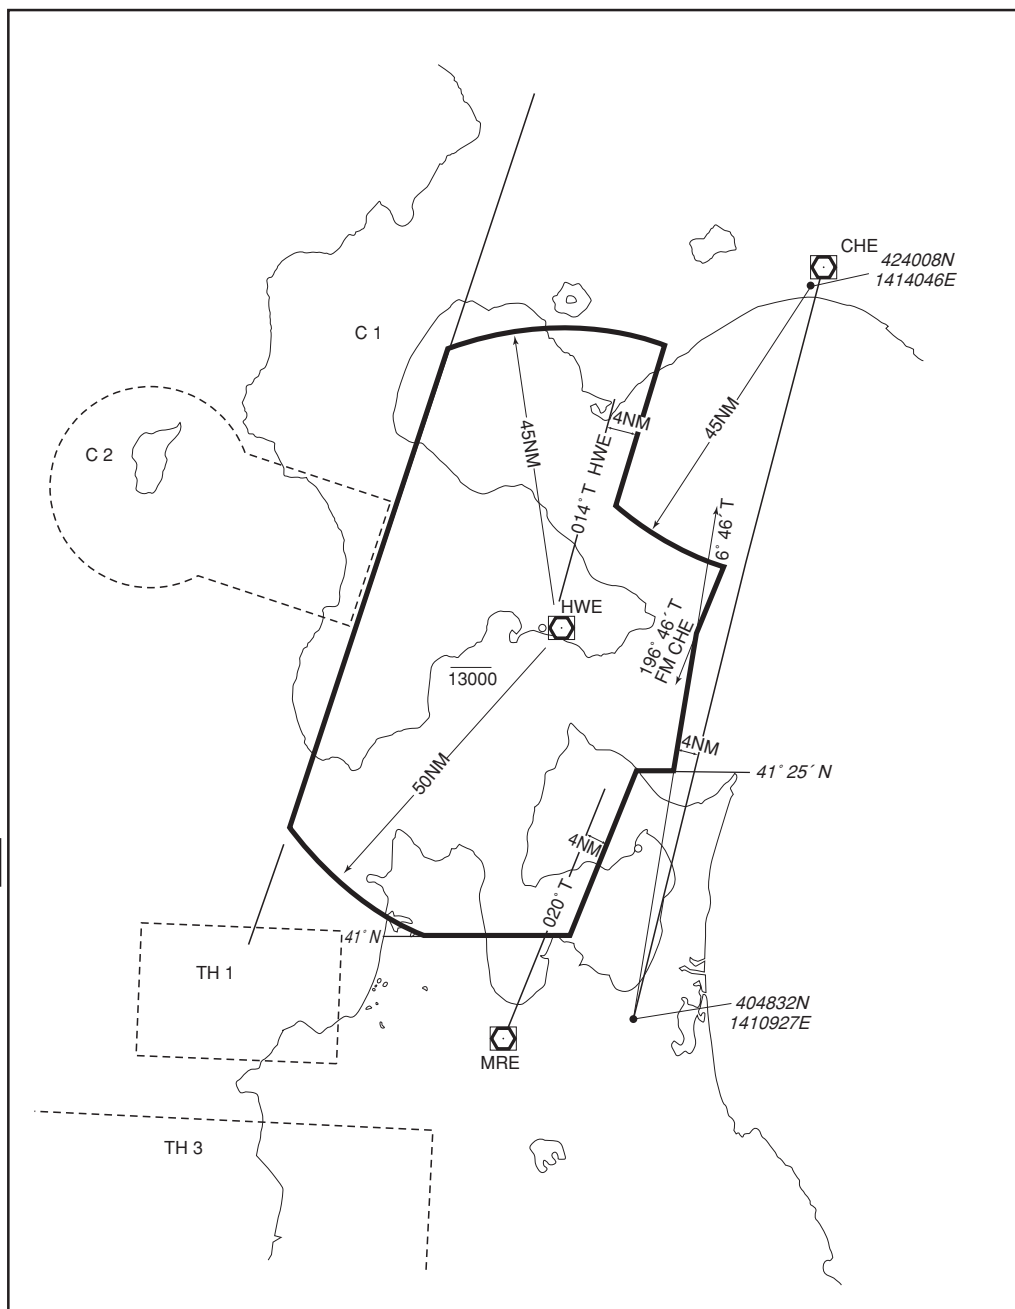 CHE
424008N
1414046E
C 1
4NM
45NM
45NM
C 2
014°T HWE
6°46´T
HWE
196°46´T
FM CHE
13000
4NM
41°25´N
50NM
4NM
020°T
41°N
TH 1
404832N
1410927E
MRE
TH 3